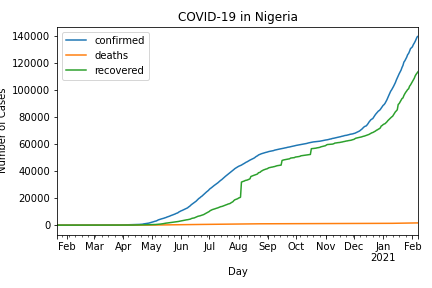 COVID-19 in Nigeria
confirmed
deaths
recovered
140000
120000
100000
80000
60000
40000
20000
0
Number of Cases
Feb Mar Apr May Jun Jul Aug Sep Oct Nov Dec Jan Feb
2021
Day